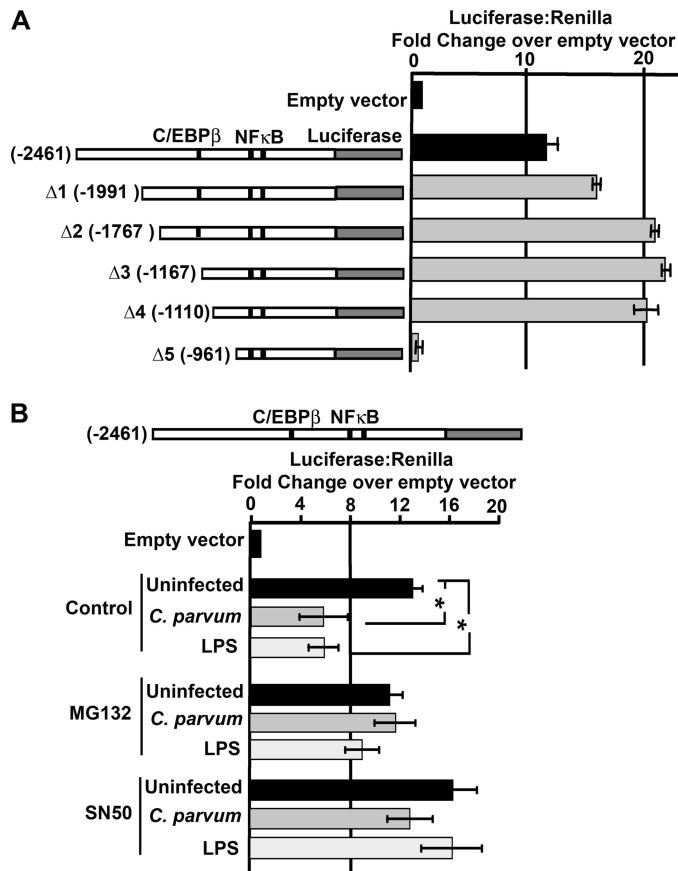 A
Luciferase:Renilla
Fold Change over empty vector
0 10 20
Empty vector
C/EBPβ NFκB Luciferase
(-2461)
Δ1 (-1991 )
Δ2 (-1767 )
Δ3 (-1167)
Δ4 (-1110)
Δ5 (-961)
B
C/EBPβ NFκB
(-2461)
Luciferase:Renilla
Fold Change over empty vector
0 4 8 12 16 20
Empty vector
Control
Uninfected
C. parvum
LPS
*
*
MG132
Uninfected
C. parvum
LPS
SN50
Uninfected
C. parvum
LPS